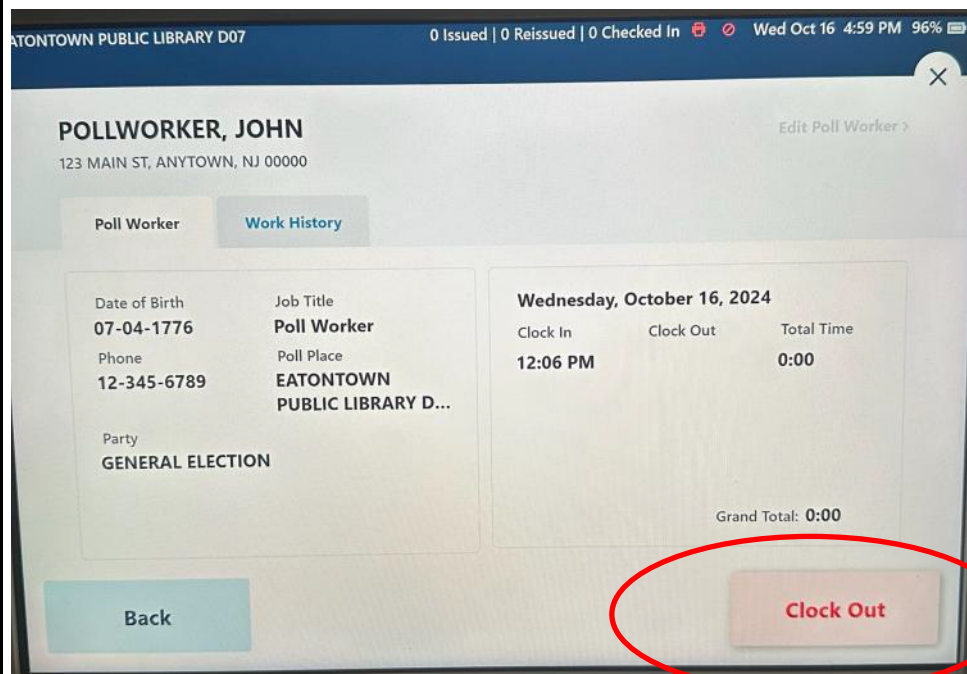 ATONTOWN PUBLIC LIBRARY D07 0 Issued | 0 Reissued | 0 Checked In Wed Oct 16 4:59 PM 96%
POLLWORKER, JOHN Edit Poll Worker >
123 MAIN ST, ANYTOWN, NJ 00000
Poll Worker Work History
Date of Birth Job Title
07-04-1776 Poll Worker
Phone Poll Place
12-345-6789 EATONTOWN
PUBLIC LIBRARY D...
Party
GENERAL ELECTION
Wednesday, October 16, 2024
Clock In Clock Out Total Time
12:06 PM 0:00
Grand Total: 0:00
Back Clock Out